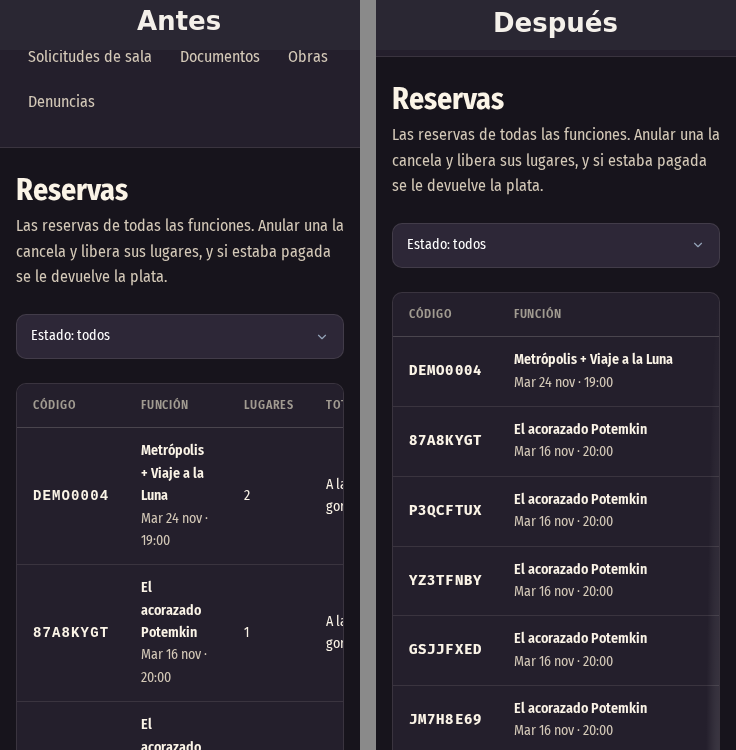 Antes
Solicitudes de sala Documentos Obras
Denuncias
Reservas
Las reservas de todas las funciones. Anular una la
cancela y libera sus lugares, y si estaba pagada
se le devuelve la plata.
Estado: todos
CÓDIGO FUNCIÓN LUGARES
DEMO0004
Metrópolis
+ Viaje a la
Luna
Mar 24 nov ·
19:00
2
A la
87A8KYGT
El
acorazado
Potemkin
Mar 16 nov ·
20:00
1
A la
El
acorazado
Después
Reservas
Las reservas de todas las funciones. Anular una la
cancela y libera sus lugares, y si estaba pagada
se le devuelve la plata.
Estado: todos
CÓDIGO FUNCIÓN
DEMO0004 Metrópolis + Viaje a la Luna
Mar 24 nov · 19:00
87A8KYGT El acorazado Potemkin
Mar 16 nov · 20:00
P3QCFTUX El acorazado Potemkin
Mar 16 nov · 20:00
YZ3TFNBY El acorazado Potemkin
Mar 16 nov · 20:00
GSJJFXED El acorazado Potemkin
Mar 16 nov · 20:00
JM7H8E69 El acorazado Potemkin
Mar 16 nov · 20:00